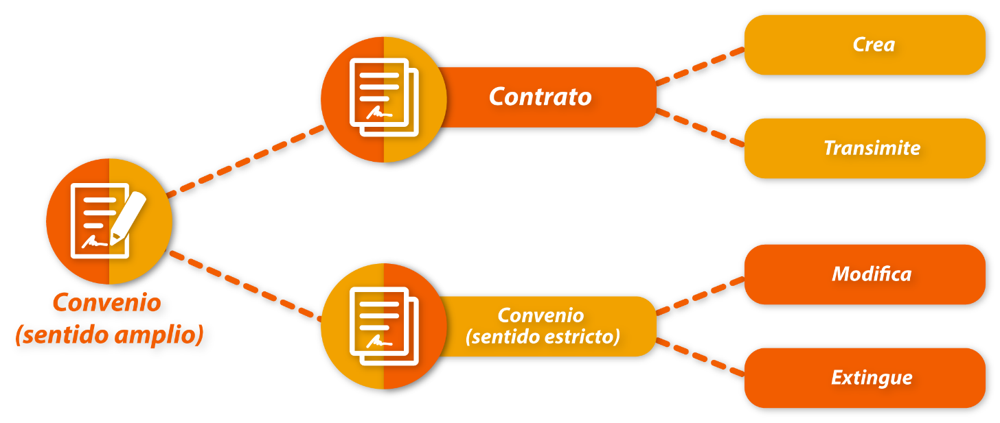 Convenio
(sentido amplio)
Contrato
Crea
Transimite
Convenio
(sentido estricto)
Modifica
Extingue